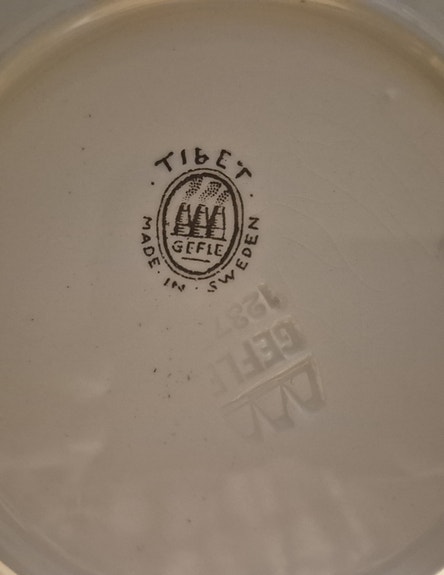 · TIBET ·
GEFLE
MADE · IN · SWEDEN
GEFLE